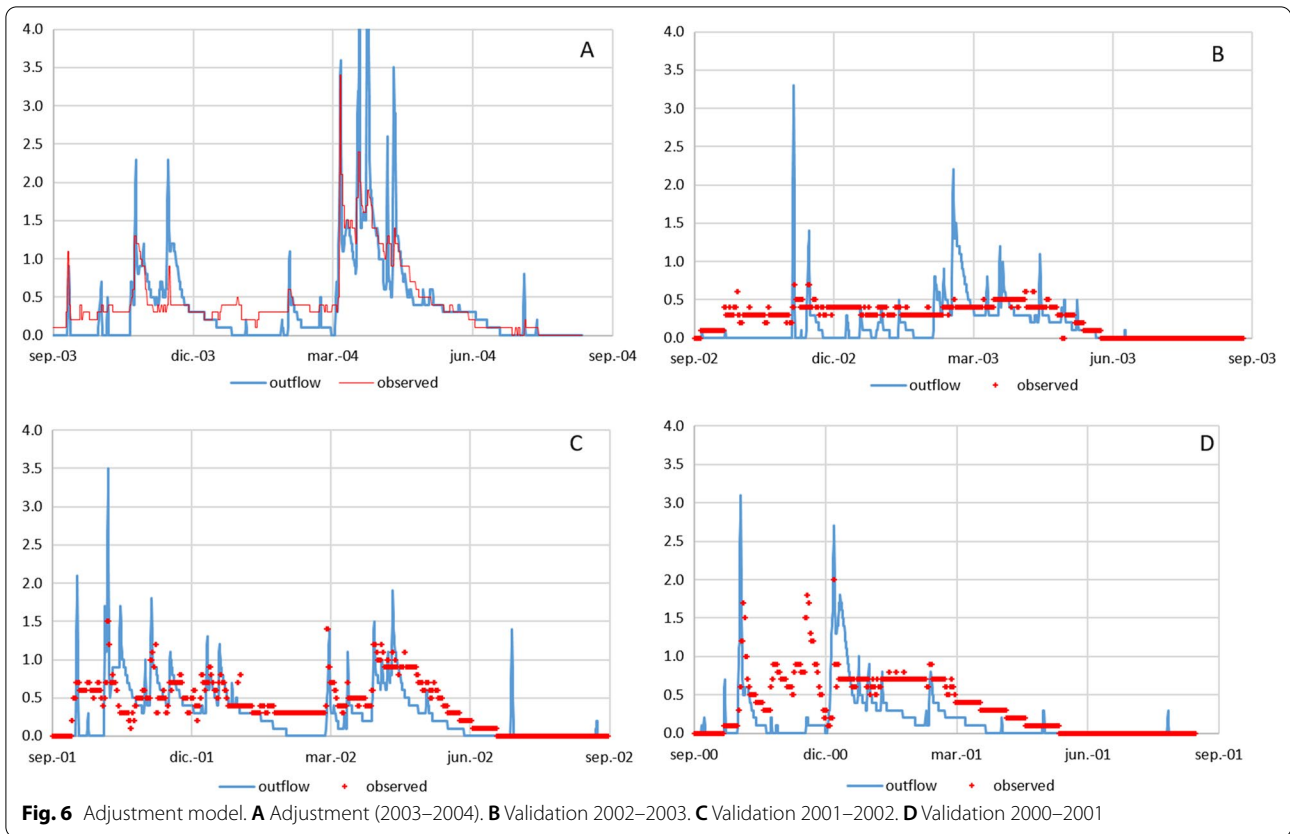 A
4.0
3.5
3.0
2.5
2.0
1.5
1.0
0.5
0.0
sep.-03 dic.-03 mar.-04 jun.-04 sep.-04
outflow observed
B
4.0
3.5
3.0
2.5
2.0
1.5
1.0
0.5
0.0
sep.-02 dic.-02 mar.-03 jun.-03 sep.-03
outflow observed
C
4.0
3.5
3.0
2.5
2.0
1.5
1.0
0.5
0.0
sep.-01 dic.-01 mar.-02 jun.-02 sep.-02
outflow observed
D
4.0
3.5
3.0
2.5
2.0
1.5
1.0
0.5
0.0
sep.-00 dic.-00 mar.-01 jun.-01 sep.-01
outflow observed
Fig. 6 Adjustment model. A Adjustment (2003–2004). B Validation 2002–2003. C Validation 2001–2002. D Validation 2000–2001